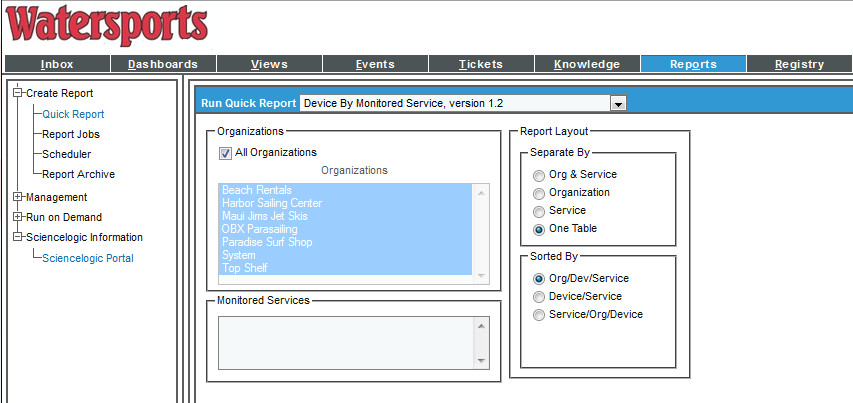 Watersports
Inbox Dashboards Views Events Tickets Knowledge Reports Registry
Create Report
Quick Report
Report Jobs
Scheduler
Report Archive
Management
Run on Demand
Sciencelogic Information
Sciencelogic Portal
Run Quick Report Device By Monitored Service, version 1.2
Organizations
All Organizations
Organizations
Beach Rentals
Harbor Sailing Center
Maui Jims Jet Skis
OBX Parasailing
Paradise Surf Shop
System
Top Shelf
Monitored Services
Report Layout
Separate By
Org & Service
Organization
Service
One Table
Sorted By
Org/Dev/Service
Device/Service
Service/Org/Device